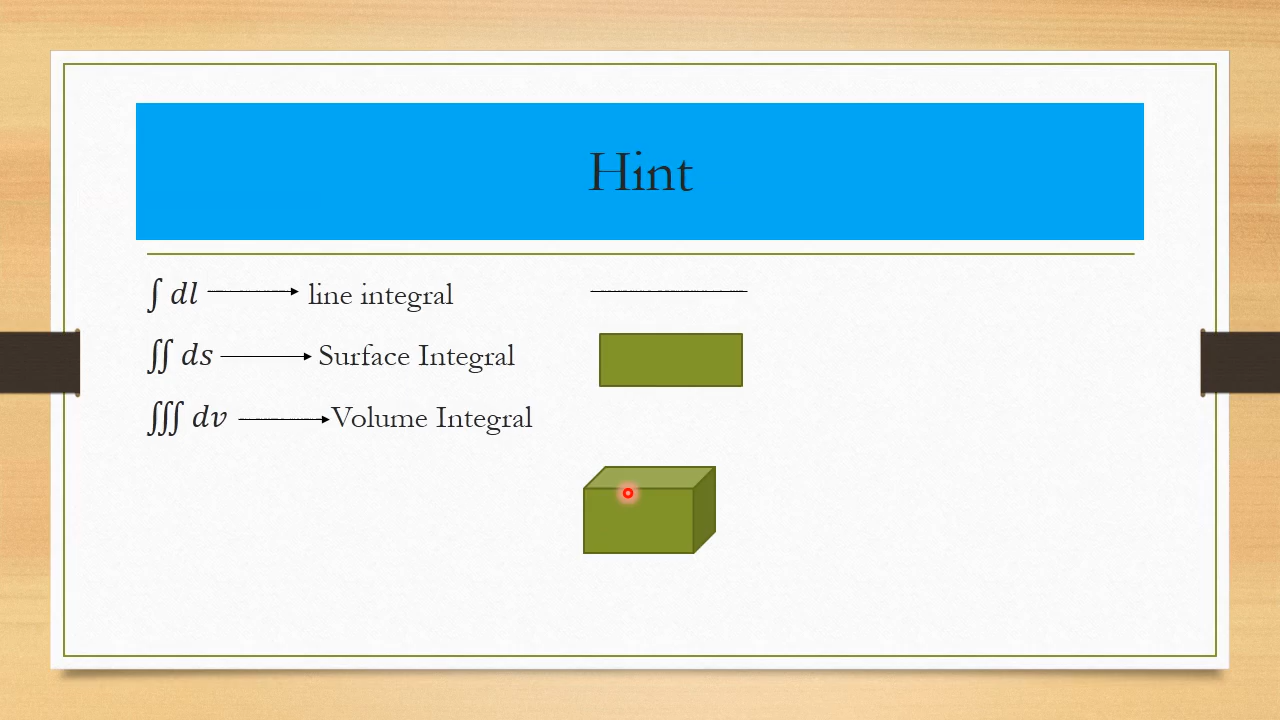 Hint
∫ dl → line integral
∬ ds → Surface Integral
∭ dv → Volume Integral